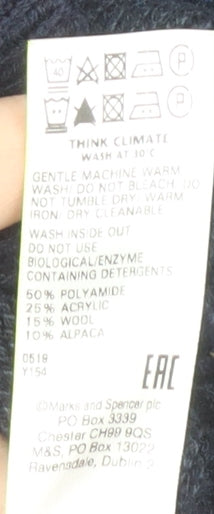 40 P
P
THINK CLIMATE
WASH AT 30°C
GENTLE MACHINE WARM
WASH. DO NOT BLEACH. DO
NOT TUMBLE DRY. WARM
IRON. DRY CLEANABLE
WASH INSIDE OUT
DO NOT USE
BIOLOGICAL/ENZYME
CONTAINING DETERGENTS
50% POLYAMIDE
25% ACRYLIC
15% WOOL
10% ALPACA
0519
Y154
EAC
©Marks and Spencer plc
PO Box 3339
Chester CH99 9QS
M&S, PO Box 13022
Ravensdale, Dublin 2